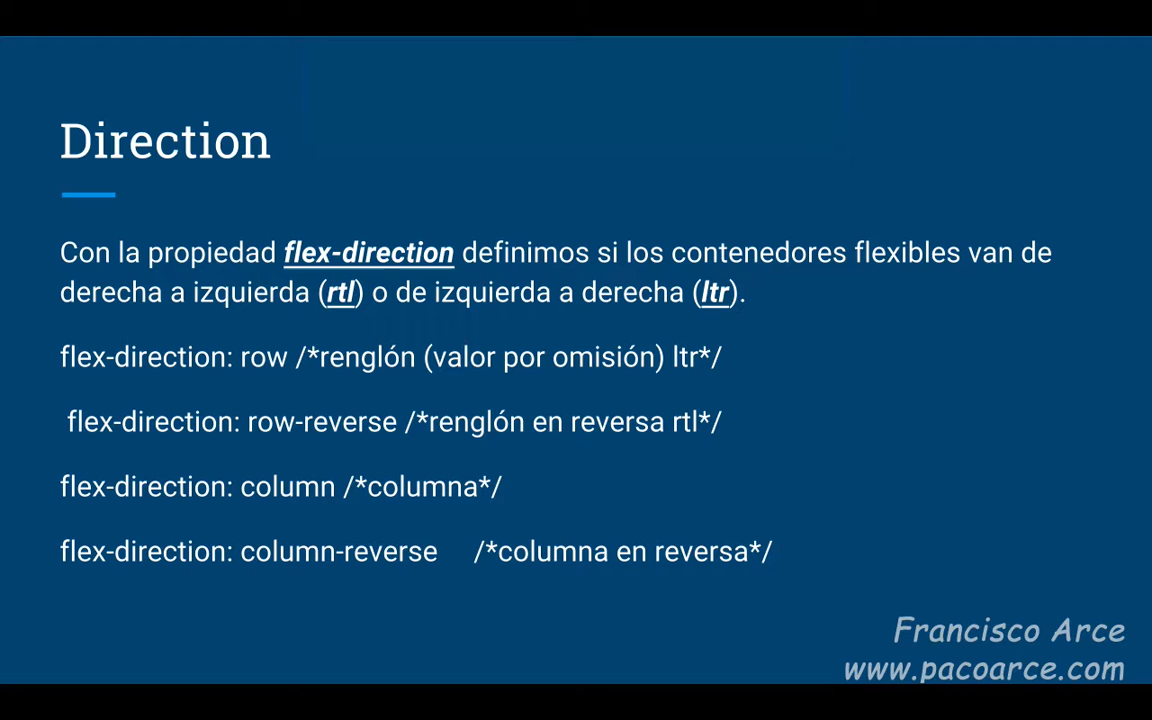 Direction
Con la propiedad flex-direction definimos si los contenedores flexibles van de
derecha a izquierda (rtl) o de izquierda a derecha (ltr).
flex-direction: row /*renglón (valor por omisión) ltr*/
flex-direction: row-reverse /*renglón en reversa rtl*/
flex-direction: column /*columna*/
flex-direction: column-reverse /*columna en reversa*/
Francisco Arce
www.pacoarce.com